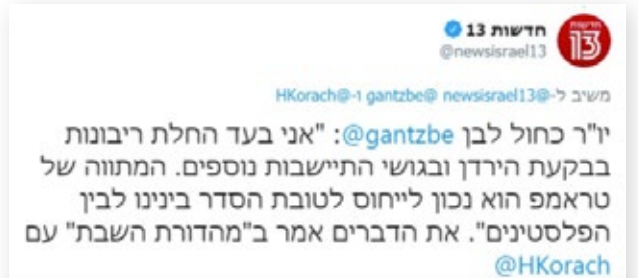 חדשות 13
@newsisrael13
13
משיב ל-@newsisrael13 @gantzbe ו-@HKorach
יו"ר כחול לבן @gantzbe: "אני בעד החלת ריבונות
בבקעת הירדן ובגושי התיישבות נוספים. המתווה של
טראמפ הוא נכון לייחוס לטובת הסדר בינינו לבין
הפלסטינים". את הדברים אמר ב"מהדורת השבת" עם
@HKorach